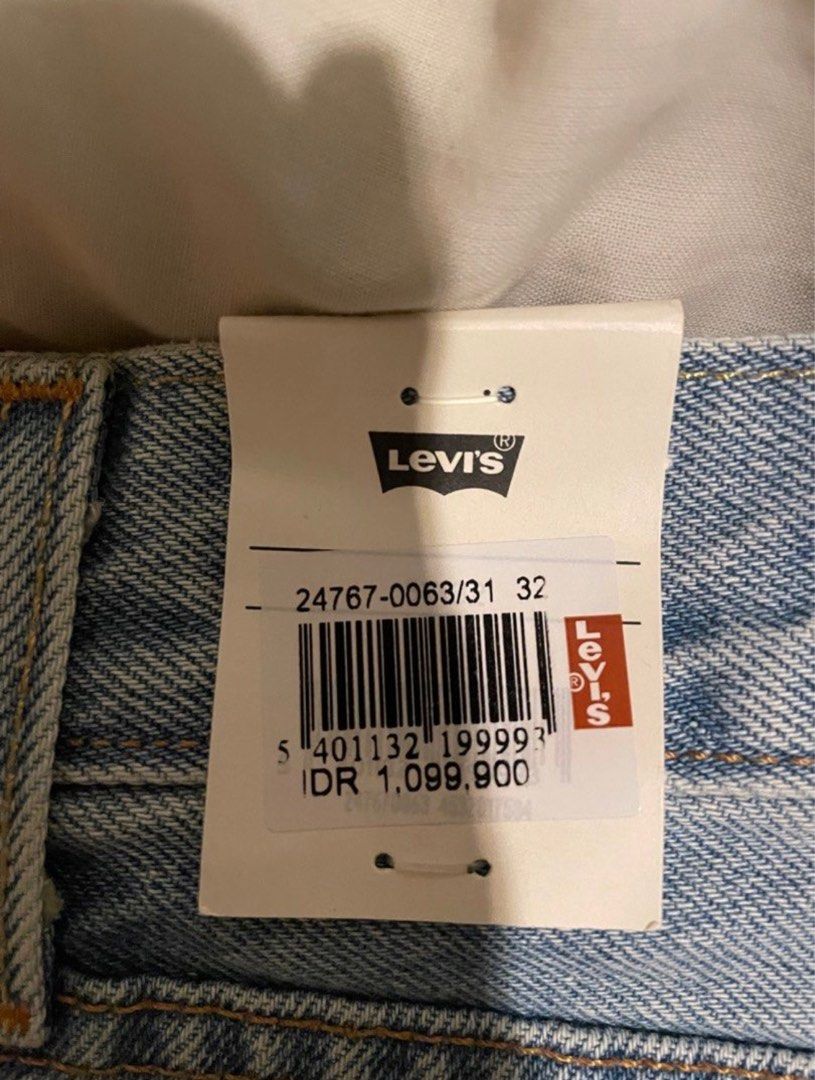 Levi's®
24767-0063/31 32
Levi's®
5 401132 199993
IDR 1,099,900